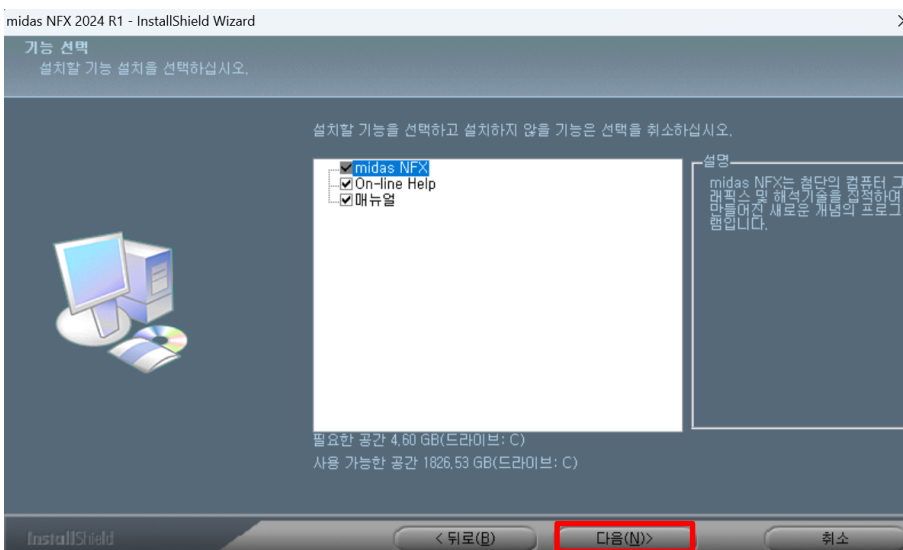 midas NFX 2024 R1 - InstallShield Wizard
기능 선택
설치할 기능 설치을 선택하십시오.
설치할 기능을 선택하고 설치하지 않을 기능은 선택을 취소하십시오.
midas NFX
On-line Help
매뉴얼
설명
midas NFX는 첨단의 컴퓨터 그
래픽스 및 해석기술을 집적하여
만들어진 새로운 개념의 프로그
램입니다.
필요한 공간 4.60 GB(드라이브: C)
사용 가능한 공간 1826.53 GB(드라이브: C)
InstallShield
< 뒤로(B)
다음(N)>
취소